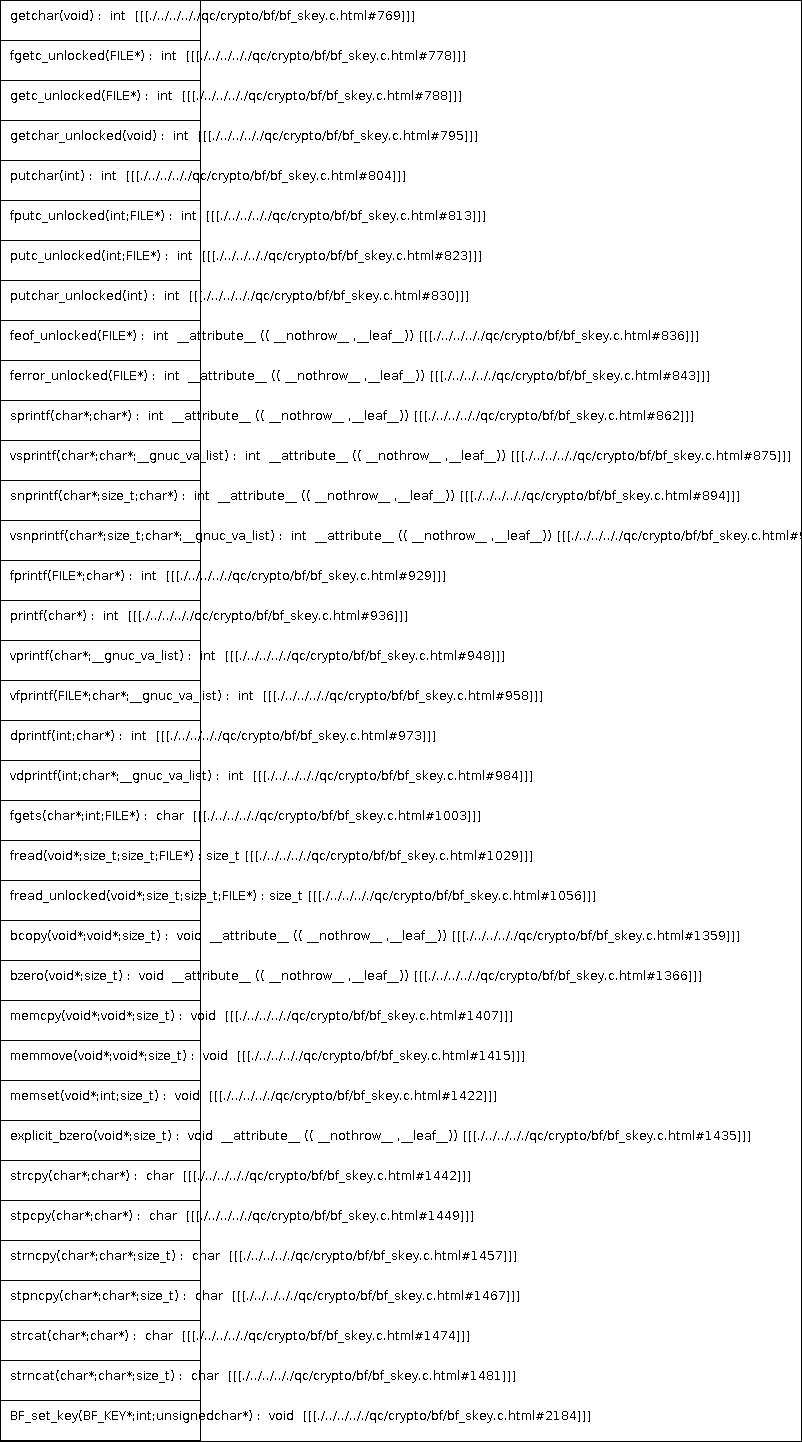 getchar(void) : int [[[./../../../qc/crypto/bf/bf_skey.c.html#769]]]
fgetc_unlocked(FILE*) : int [[[./../../../qc/crypto/bf/bf_skey.c.html#778]]]
getc_unlocked(FILE*) : int [[[./../../../qc/crypto/bf/bf_skey.c.html#788]]]
getchar_unlocked(void) : int [[[./../../../qc/crypto/bf/bf_skey.c.html#795]]]
putchar(int) : int [[[./../../../qc/crypto/bf/bf_skey.c.html#804]]]
fputc_unlocked(int;FILE*) : int [[[./../../../qc/crypto/bf/bf_skey.c.html#813]]]
putc_unlocked(int;FILE*) : int [[[./../../../qc/crypto/bf/bf_skey.c.html#823]]]
putchar_unlocked(int) : int [[[./../../../qc/crypto/bf/bf_skey.c.html#830]]]
feof_unlocked(FILE*) : int __attribute__ (( __nothrow__ ,__leaf__)) [[[./../../../qc/crypto/bf/bf_skey.c.html#836]]]
ferror_unlocked(FILE*) : int __attribute__ (( __nothrow__ ,__leaf__)) [[[./../../../qc/crypto/bf/bf_skey.c.html#843]]]
sprintf(char*;char*) : int __attribute__ (( __nothrow__ ,__leaf__)) [[[./../../../qc/crypto/bf/bf_skey.c.html#862]]]
vsprintf(char*;char*;__gnuc_va_list) : int __attribute__ (( __nothrow__ ,__leaf__)) [[[./../../../qc/crypto/bf/bf_skey.c.html#875]]]
snprintf(char*;size_t;char*) : int __attribute__ (( __nothrow__ ,__leaf__)) [[[./../../../qc/crypto/bf/bf_skey.c.html#894]]]
vsnprintf(char*;size_t;char*;__gnuc_va_list) : int __attribute__ (( __nothrow__ ,__leaf__)) [[[./../../../qc/crypto/bf/bf_skey.c.html#
fprintf(FILE*;char*) : int [[[./../../../qc/crypto/bf/bf_skey.c.html#929]]]
printf(char*) : int [[[./../../../qc/crypto/bf/bf_skey.c.html#936]]]
vprintf(char*;__gnuc_va_list) : int [[[./../../../qc/crypto/bf/bf_skey.c.html#948]]]
vfprintf(FILE*;char*;__gnuc_va_list) : int [[[./../../../qc/crypto/bf/bf_skey.c.html#958]]]
dprintf(int;char*) : int [[[./../../../qc/crypto/bf/bf_skey.c.html#973]]]
vdprintf(int;char*;__gnuc_va_list) : int [[[./../../../qc/crypto/bf/bf_skey.c.html#984]]]
fgets(char*;int;FILE*) : char [[[./../../../qc/crypto/bf/bf_skey.c.html#1003]]]
fread(void*;size_t;size_t;FILE*) : size_t [[[./../../../qc/crypto/bf/bf_skey.c.html#1029]]]
fread_unlocked(void*;size_t;size_t;FILE*) : size_t [[[./../../../qc/crypto/bf/bf_skey.c.html#1056]]]
bcopy(void*;void*;size_t) : void __attribute__ (( __nothrow__ ,__leaf__)) [[[./../../../qc/crypto/bf/bf_skey.c.html#1359]]]
bzero(void*;size_t) : void __attribute__ (( __nothrow__ ,__leaf__)) [[[./../../../qc/crypto/bf/bf_skey.c.html#1366]]]
memcpy(void*;void*;size_t) : void [[[./../../../qc/crypto/bf/bf_skey.c.html#1407]]]
memmove(void*;void*;size_t) : void [[[./../../../qc/crypto/bf/bf_skey.c.html#1415]]]
memset(void*;int;size_t) : void [[[./../../../qc/crypto/bf/bf_skey.c.html#1422]]]
explicit_bzero(void*;size_t) : void __attribute__ (( __nothrow__ ,__leaf__)) [[[./../../../qc/crypto/bf/bf_skey.c.html#1435]]]
strcpy(char*;char*) : char [[[./../../../qc/crypto/bf/bf_skey.c.html#1442]]]
stpcpy(char*;char*) : char [[[./../../../qc/crypto/bf/bf_skey.c.html#1449]]]
strncpy(char*;char*;size_t) : char [[[./../../../qc/crypto/bf/bf_skey.c.html#1457]]]
stpncpy(char*;char*;size_t) : char [[[./../../../qc/crypto/bf/bf_skey.c.html#1467]]]
strcat(char*;char*) : char [[[./../../../qc/crypto/bf/bf_skey.c.html#1474]]]
strncat(char*;char*;size_t) : char [[[./../../../qc/crypto/bf/bf_skey.c.html#1481]]]
BF_set_key(BF_KEY*;int;unsignedchar*) : void [[[./../../../qc/crypto/bf/bf_skey.c.html#2184]]]